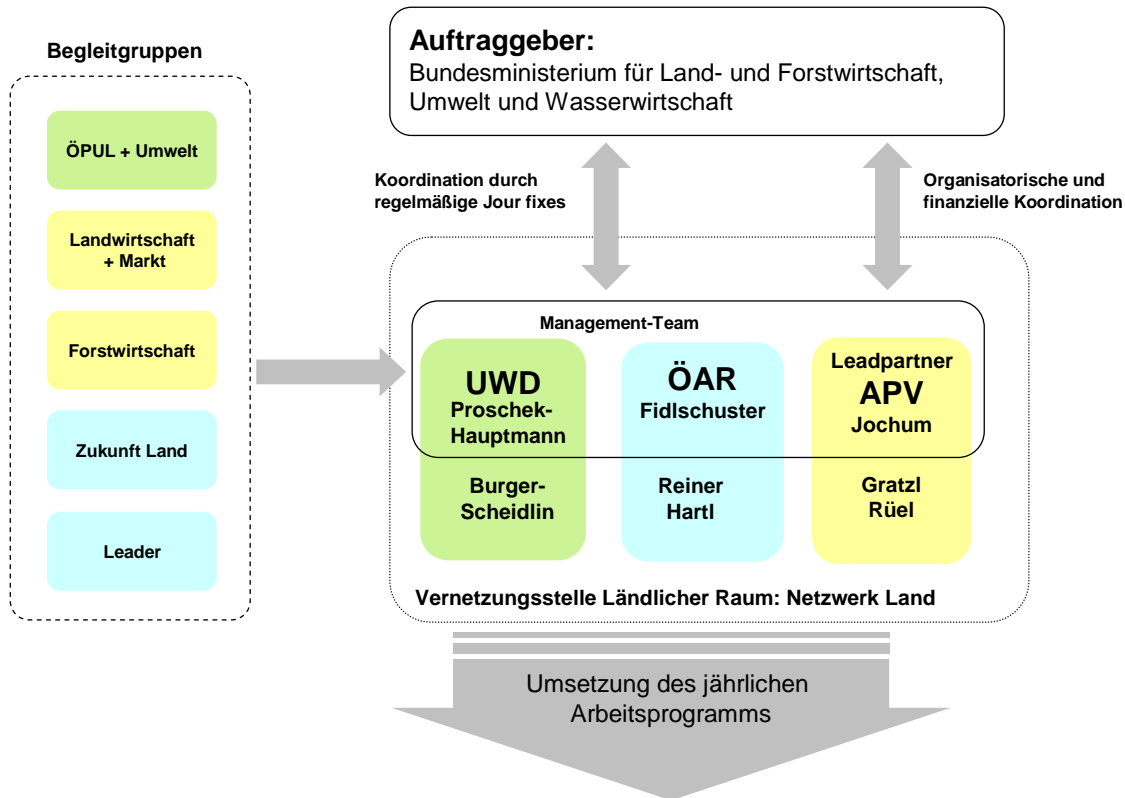 Begleitgruppen
ÖPUL + Umwelt
Landwirtschaft
+ Markt
Forstwirtschaft
Zukunft Land
Leader
Auftraggeber:
Bundesministerium für Land- und Forstwirtschaft,
Umwelt und Wasserwirtschaft
Koordination durch
regelmäßige Jour fixes
Organisatorische und
finanzielle Koordination
Management-Team
UWD
Proschek-
Hauptmann
Burger-
Scheidlin
ÖAR
Fidlschuster
Reiner
Hartl
Leadpartner
APV
Jochum
Gratzl
Rüel
Vernetzungsstelle Ländlicher Raum: Netzwerk Land
Umsetzung des jährlichen
Arbeitsprogramms